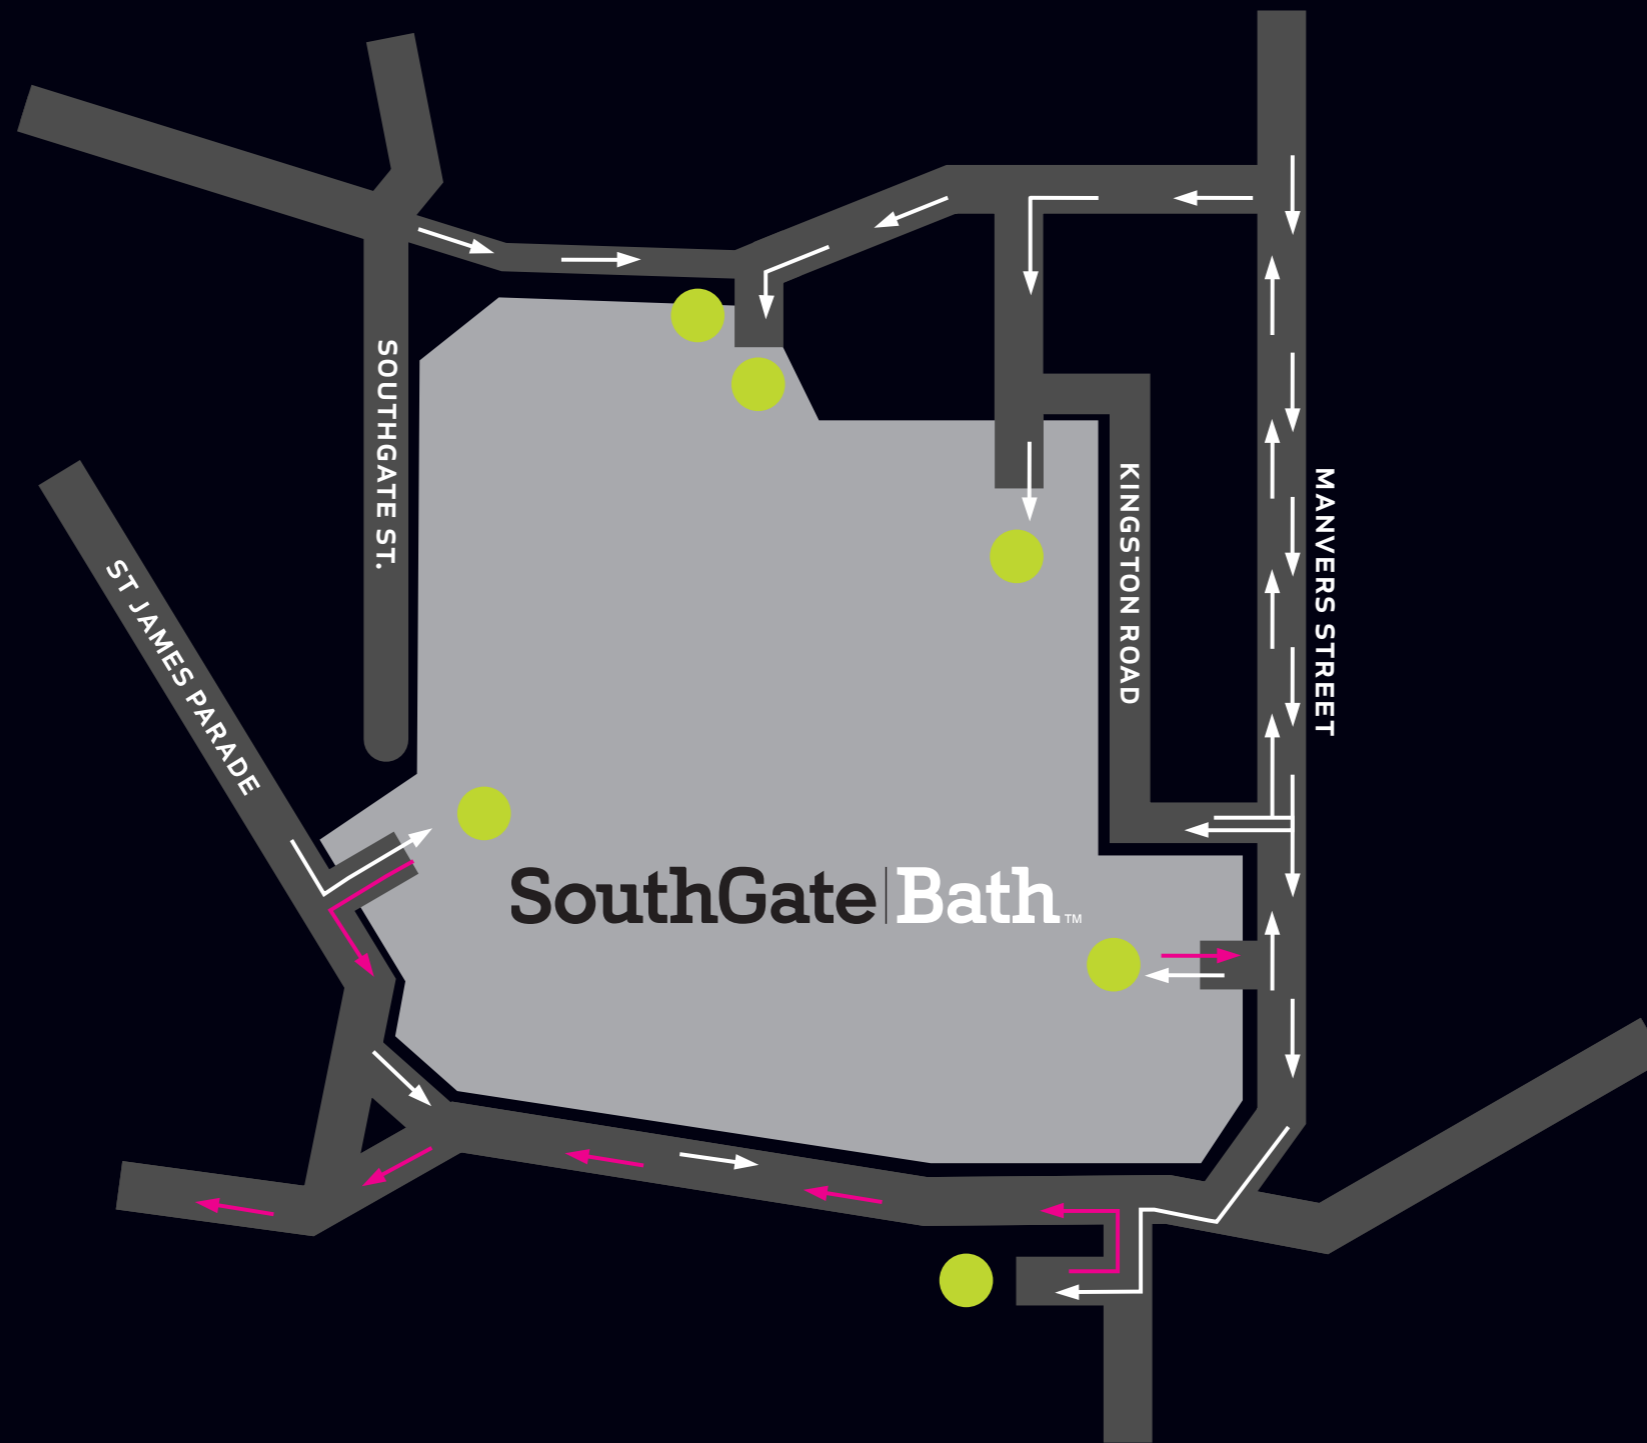 SOUTHGATE ST.
ST JAMES PARADE
KINGSTON ROAD
MANVERS STREET
SouthGate Bath™